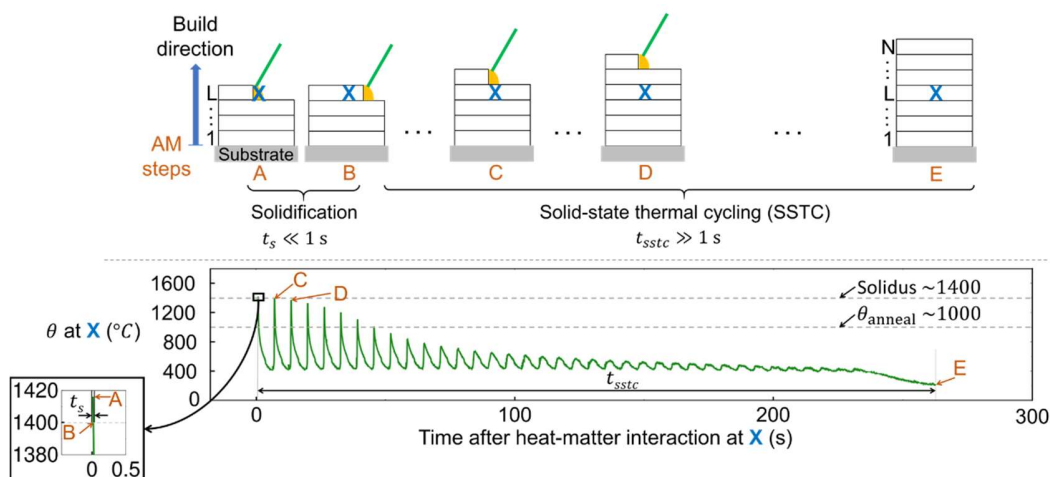 Build
direction
AM
steps
N
L
1
X
Substrate
A
X
B
...
X
C
...
X
D
...
N
L
1
X
E
Solidification
t_s ≪ 1 s
Solid-state thermal cycling (SSTC)
t_sstc ≫ 1 s
θ at X (°C)
1600
1200
800
400
0
C
D
Solidus ~1400
θ_anneal ~1000
t_sstc
E
0
100
200
300
Time after heat-matter interaction at X (s)
1420
1400
1380
t_s
A
B
0
0.5